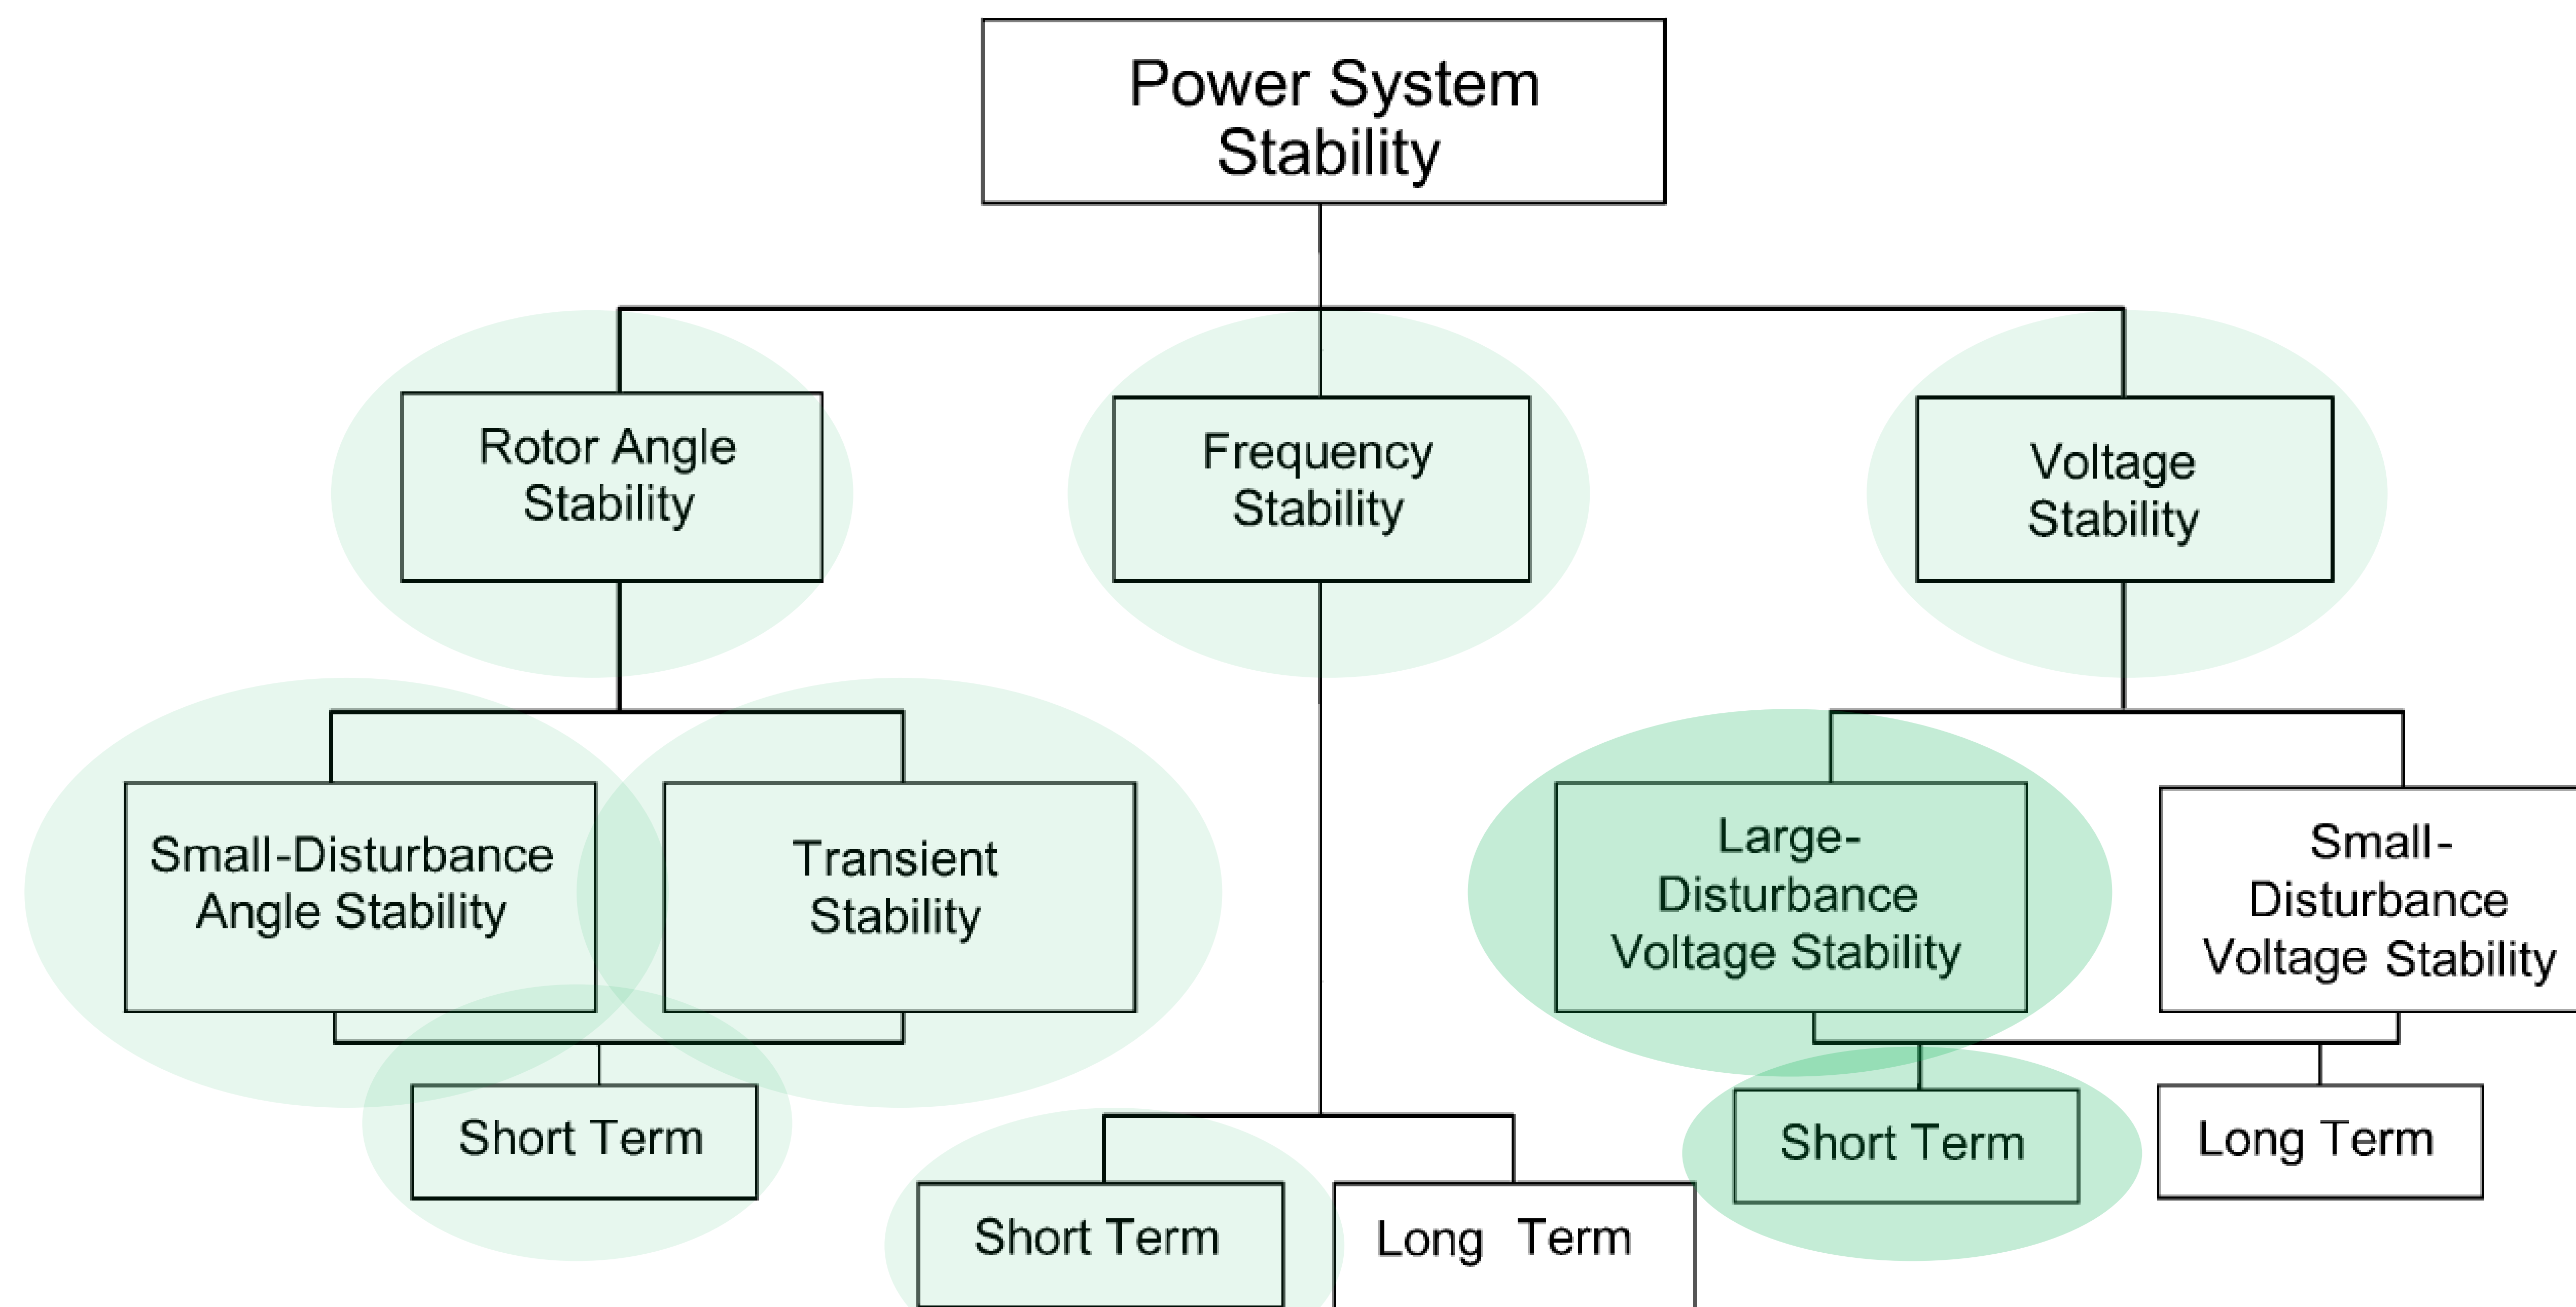 Power System
Stability
Rotor Angle
Stability
Frequency
Stability
Voltage
Stability
Small-Disturbance
Angle Stability
Transient
Stability
Large-
Disturbance
Voltage Stability
Small-
Disturbance
Voltage Stability
Short Term
Short Term
Long Term
Short Term
Long Term